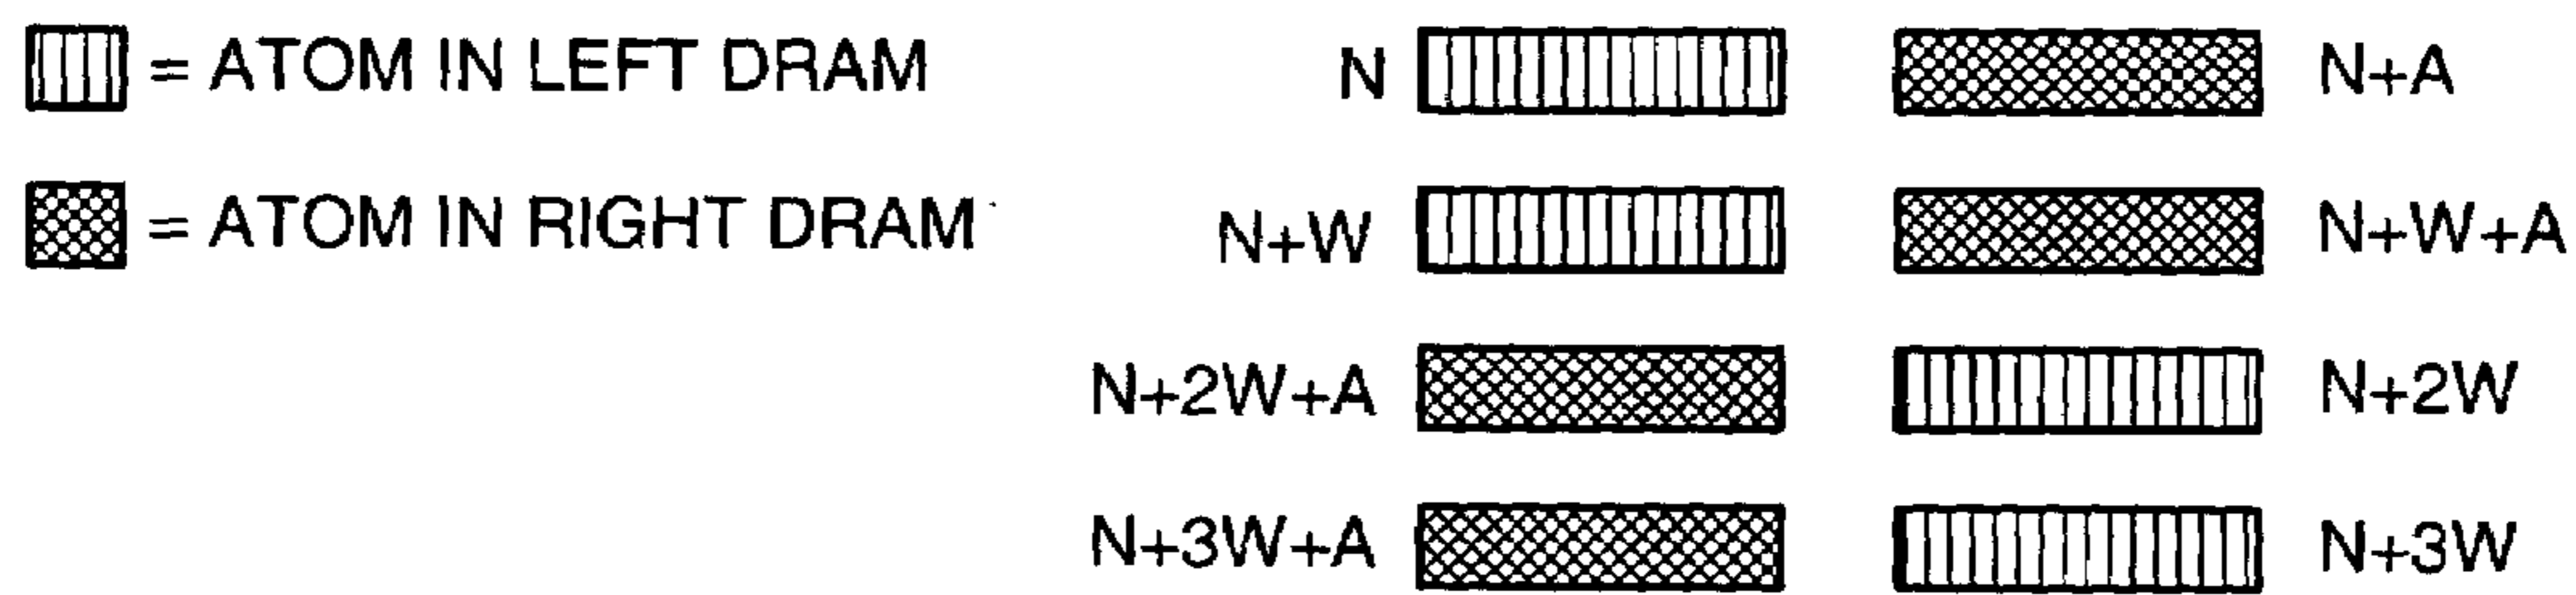 = ATOM IN LEFT DRAM
= ATOM IN RIGHT DRAM
N N+A
N+W N+W+A
N+2W+A N+2W
N+3W+A N+3W